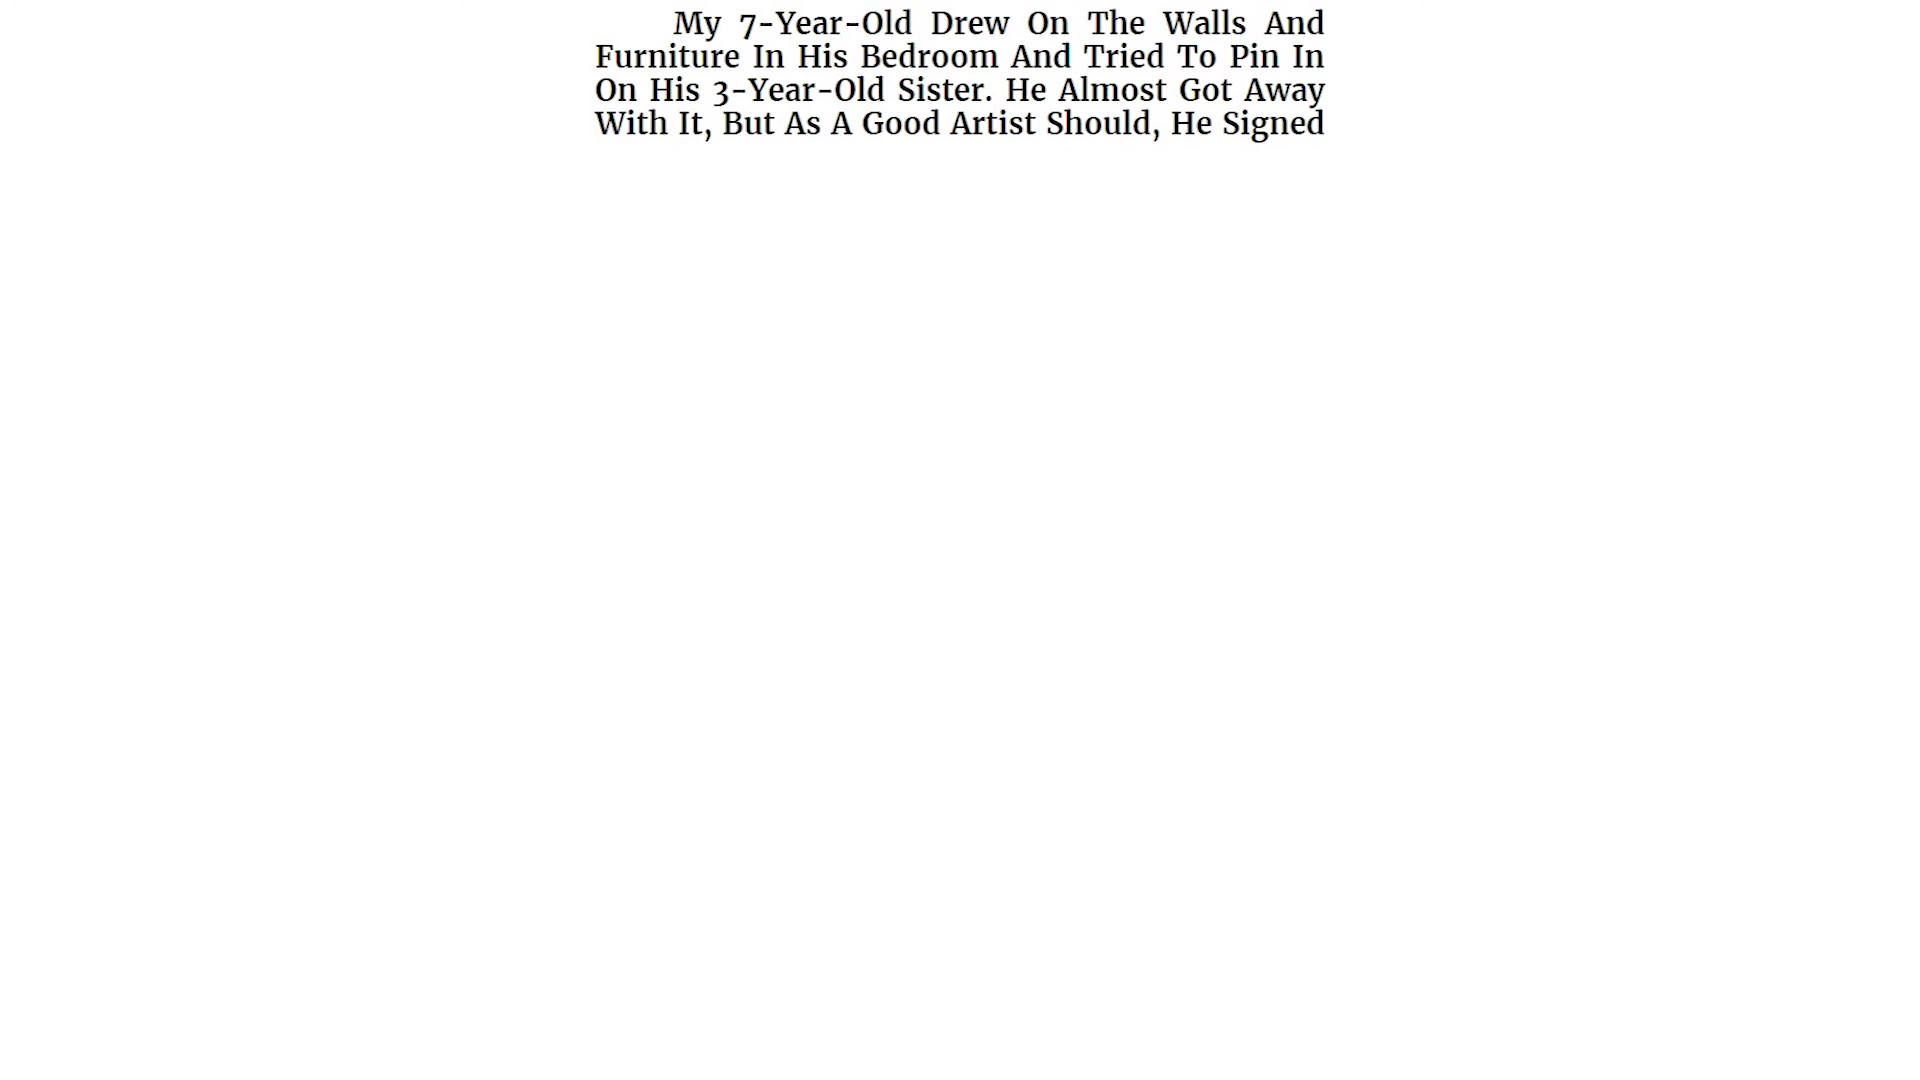 My 7-Year-Old Drew On The Walls And
Furniture In His Bedroom And Tried To Pin In
On His 3-Year-Old Sister. He Almost Got Away
With It, But As A Good Artist Should, He Signed